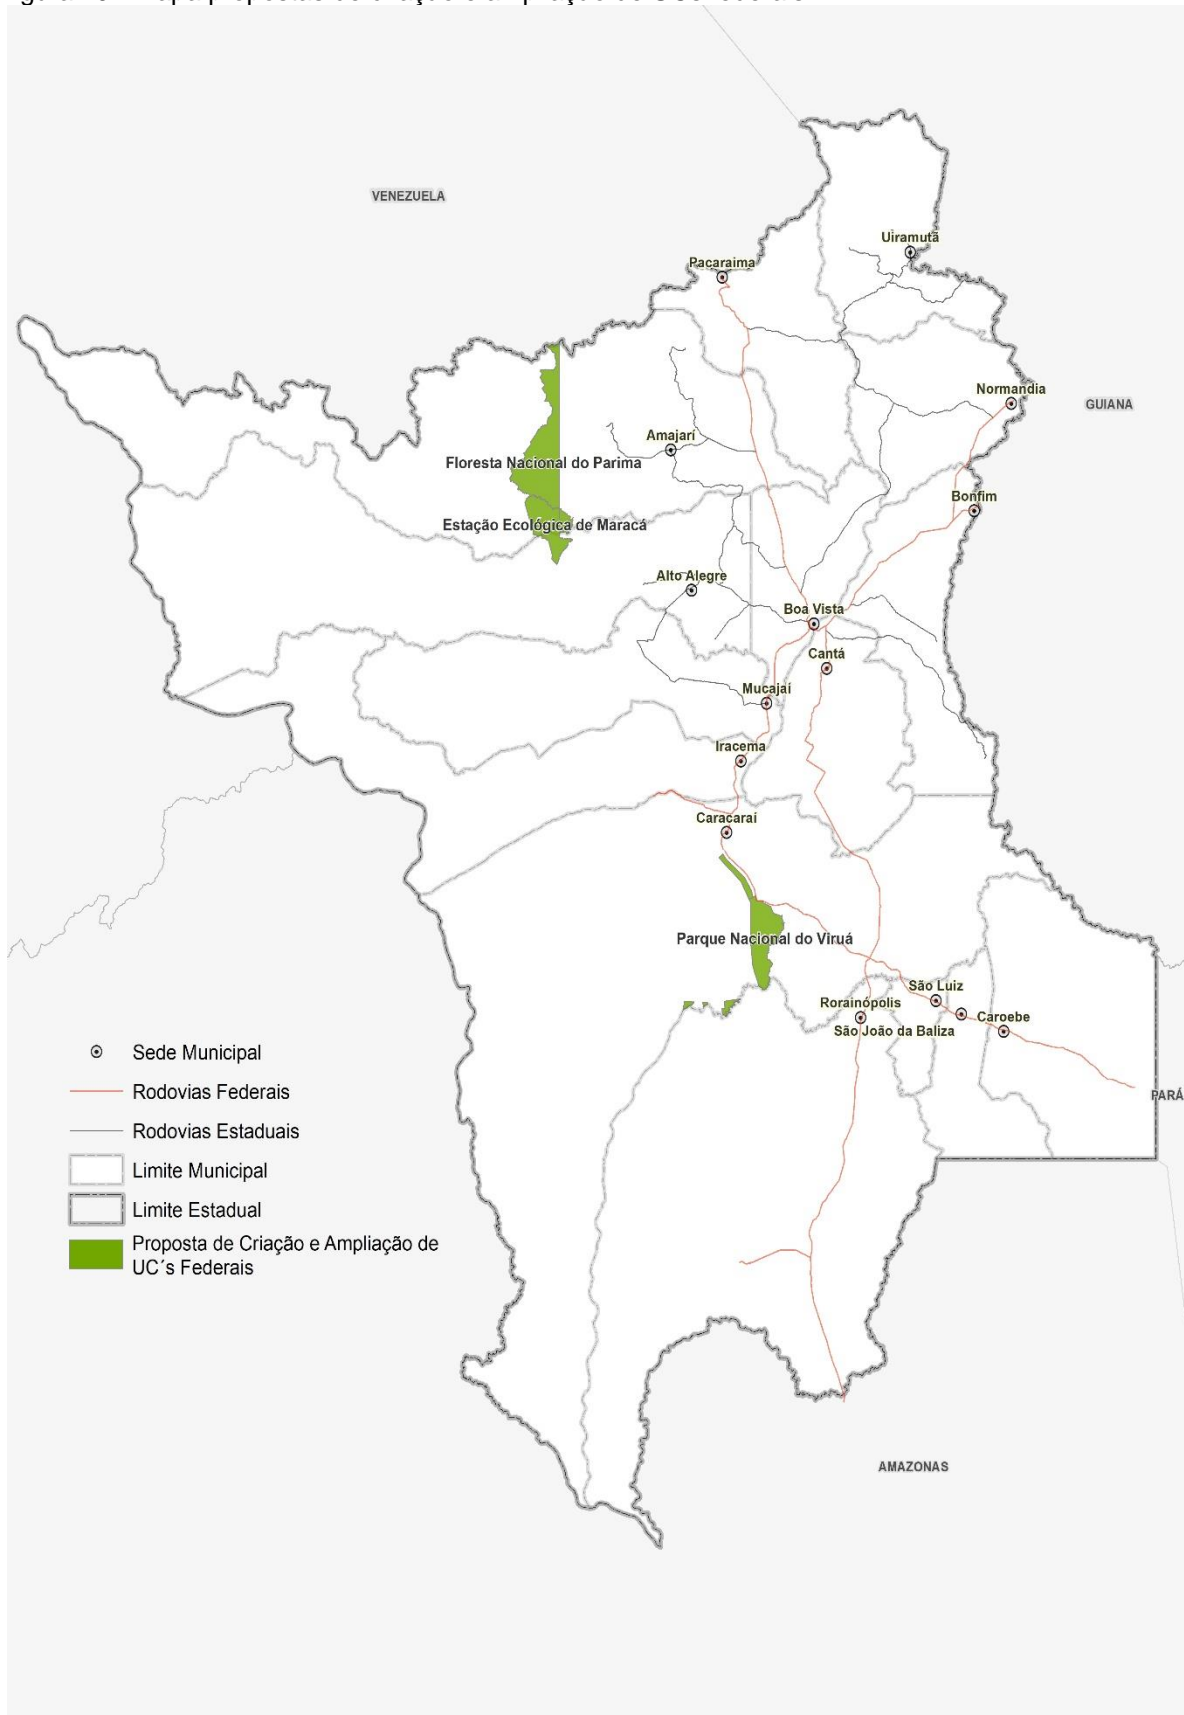 VENEZUELA
Uiramutã
Pacaraima
Normandia
GUIANA
Amajarí
Floresta Nacional do Parima
Bonfim
Estação Ecológica de Maracá
Alto Alegre
Boa Vista
Cantá
Mucajaí
Iracema
Caracaraí
Parque Nacional do Viruá
São Luiz
Rorainópolis
Caroebe
São João da Baliza
Sede Municipal
Rodovias Federais
PARÁ
Rodovias Estaduais
Limite Municipal
Limite Estadual
Proposta de Criação e Ampliação de
UC´s Federais
AMAZONAS